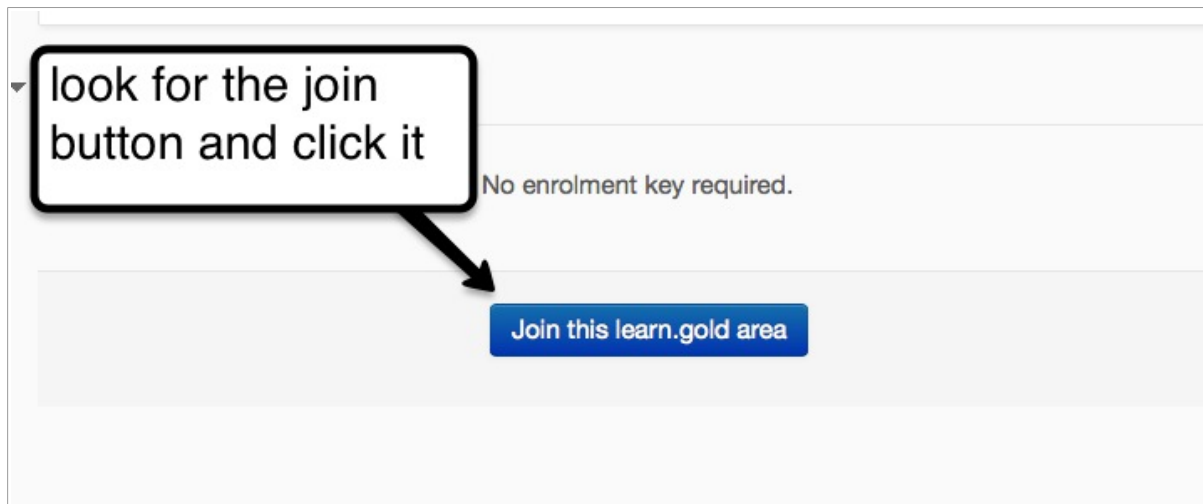 look for the join
button and click it
No enrolment key required.
Join this learn.gold area